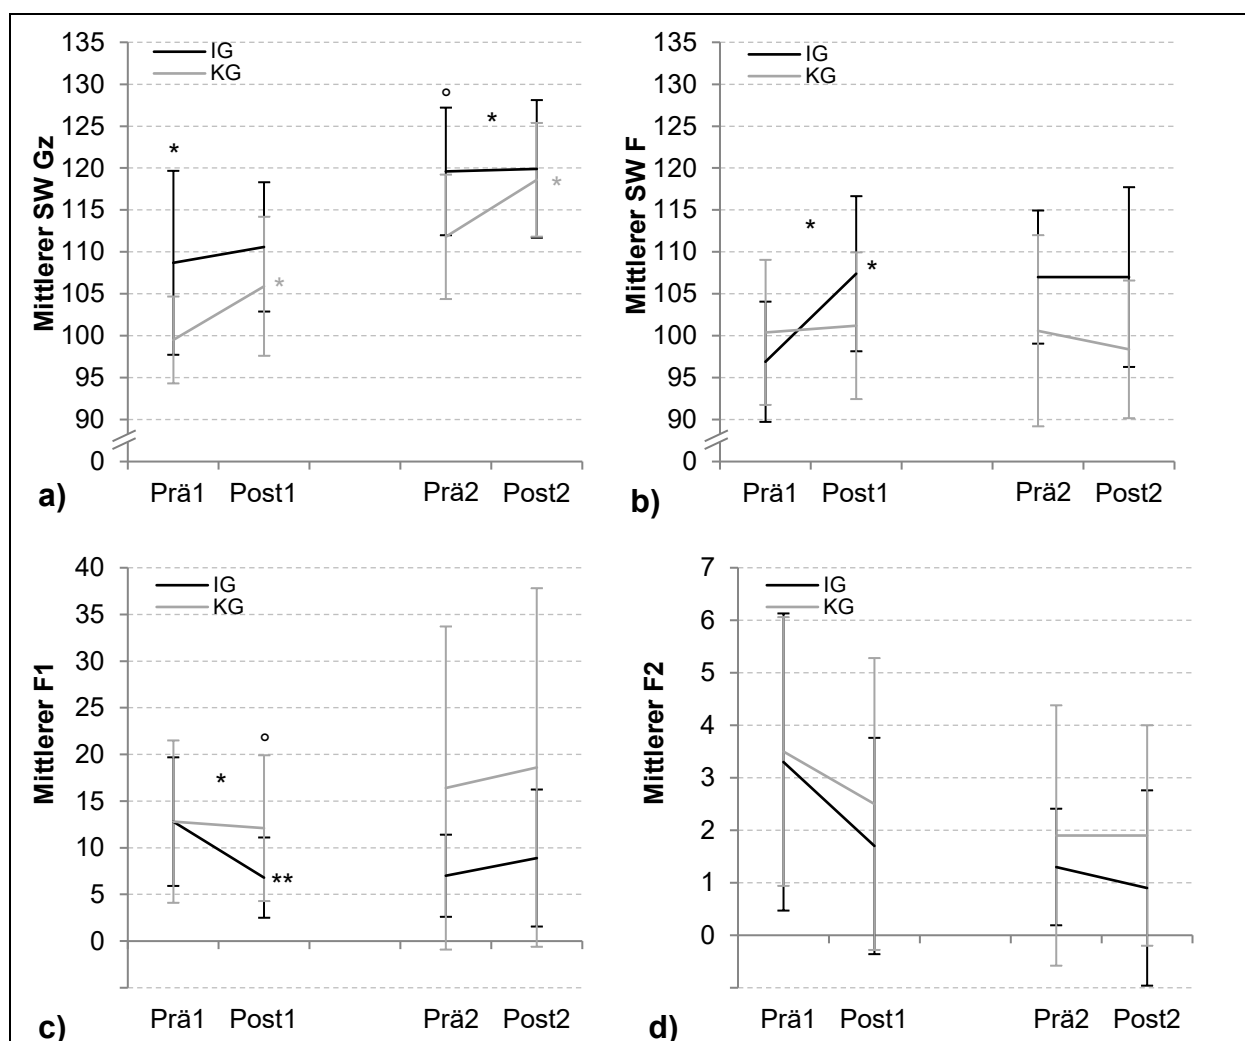 IG
KG
Mittlerer SW Gz
135
130
125
120
115
110
105
100
95
90
0
°
*
*
*
*
Prä1 Post1 Prä2 Post2
a)
IG
KG
Mittlerer SW F
135
130
125
120
115
110
105
100
95
90
0
*
*
Prä1 Post1 Prä2 Post2
b)
IG
KG
Mittlerer F1
40
35
30
25
20
15
10
5
0
°
*
**
Prä1 Post1 Prä2 Post2
c)
IG
KG
Mittlerer F2
7
6
5
4
3
2
1
0
Prä1 Post1 Prä2 Post2
d)